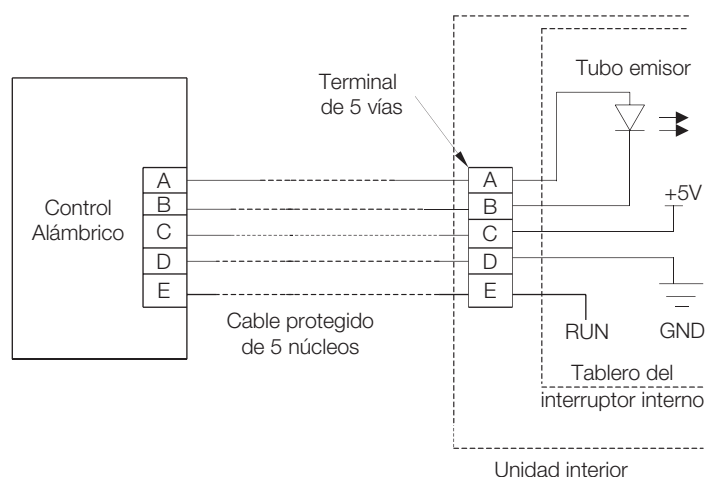 Tubo emisor
Terminal
de 5 vías
+5V
Control
Alámbrico
A
B
C
D
E
A
B
C
D
E
Cable protegido
de 5 núcleos
RUN
GND
Tablero del
interruptor interno
Unidad interior